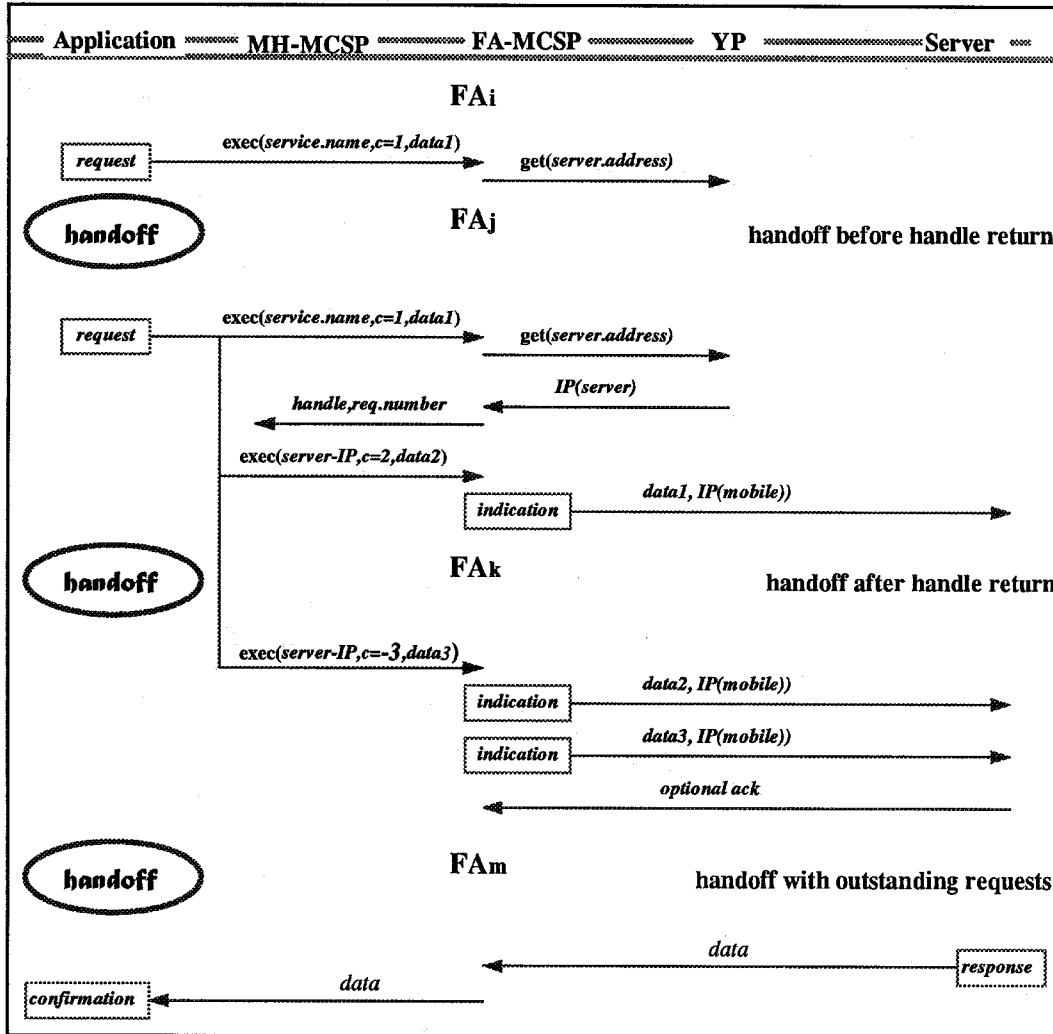 Application MH-MCSP FA-MCSP YP Server
FAi
request exec(service.name,c=1,data1) get(server.address)
handoff FAj handoff before handle return
request exec(service.name,c=1,data1) get(server.address)
IP(server)
handle,req.number
exec(server-IP,c=2,data2)
indication data1, IP(mobile))
handoff FAk handoff after handle return
exec(server-IP,c=-3,data3)
indication data2, IP(mobile))
indication data3, IP(mobile))
optional ack
handoff FAm handoff with outstanding requests
data response
confirmation data